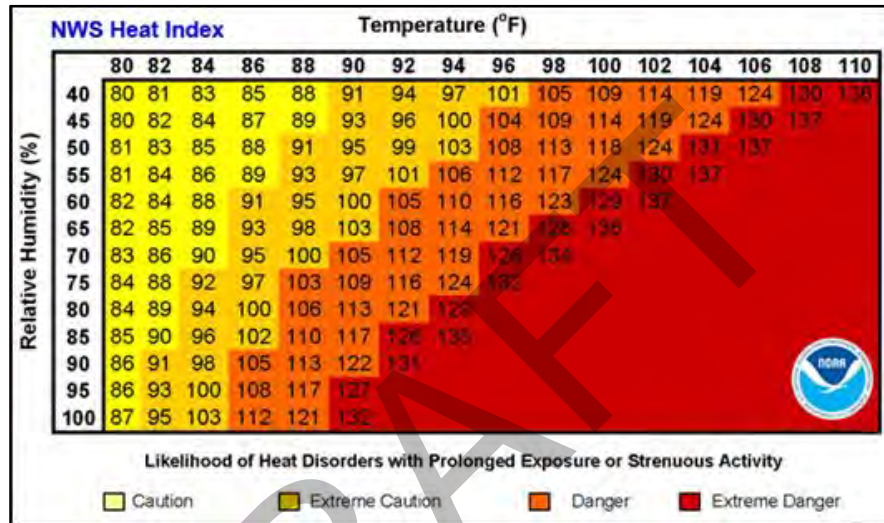 NWS Heat Index Temperature (°F)
80 82 84 86 88 90 92 94 96 98 100 102 104 106 108 110
Relative Humidity (%)
40 80 81 83 85 88 91 94 97 101 105 109 114 119 124 130 136
45 80 82 84 87 89 93 96 100 104 109 114 119 124 130 137
50 81 83 85 88 91 95 99 103 108 113 118 124 131 137
55 81 84 86 89 93 97 101 106 112 117 124 130 137
60 82 84 88 91 95 100 105 110 116 123 129 137
65 82 85 89 93 98 103 108 114 121 128 136
70 83 86 90 95 100 105 112 119 126 134
75 84 88 92 97 103 109 116 124 132
80 84 89 94 100 106 113 121 129
85 85 90 96 102 110 117 126 135
90 86 91 98 105 113 122 131
95 86 93 100 108 117 127
100 87 95 103 112 121 132
NOAA
Likelihood of Heat Disorders with Prolonged Exposure or Strenuous Activity
Caution Extreme Caution Danger Extreme Danger
DRAFT